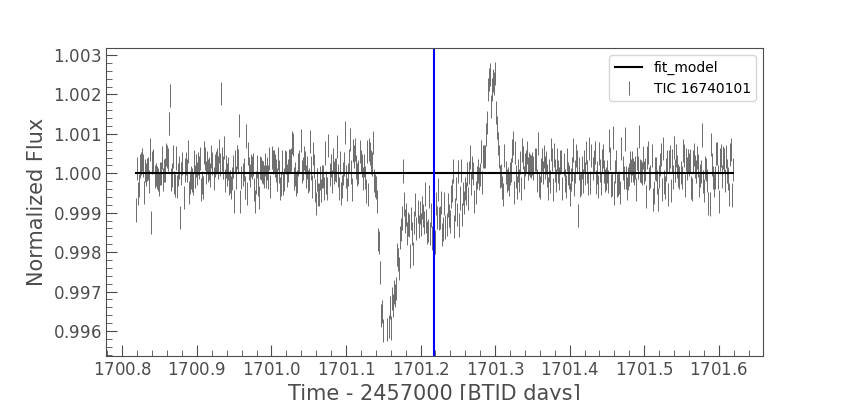 1.003
1.002
1.001
1.000
0.999
0.998
0.997
0.996
Normalized Flux
fit_model
TIC 16740101
1700.8 1700.9 1701.0 1701.1 1701.2 1701.3 1701.4 1701.5 1701.6
Time - 2457000 [BTJD days]